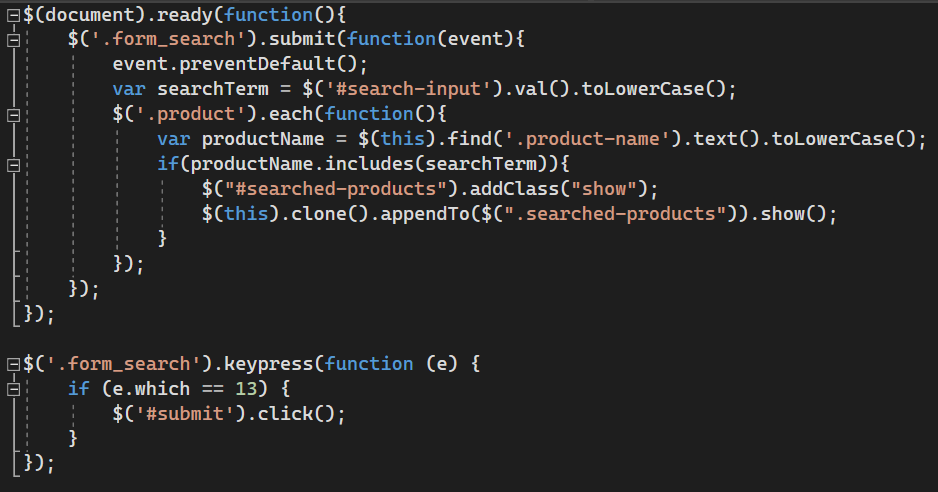 $(document).ready(function(){
    $('.form_search').submit(function(event){
        event.preventDefault();
        var searchTerm = $('#search-input').val().toLowerCase();
        $('.product').each(function(){
            var productName = $(this).find('.product-name').text().toLowerCase();
            if(productName.includes(searchTerm)){
                $("#searched-products").addClass("show");
                $(this).clone().appendTo($(".searched-products")).show();
            }
        });
    });
});

$('.form_search').keypress(function (e) {
    if (e.which == 13) {
        $('#submit').click();
    }
});